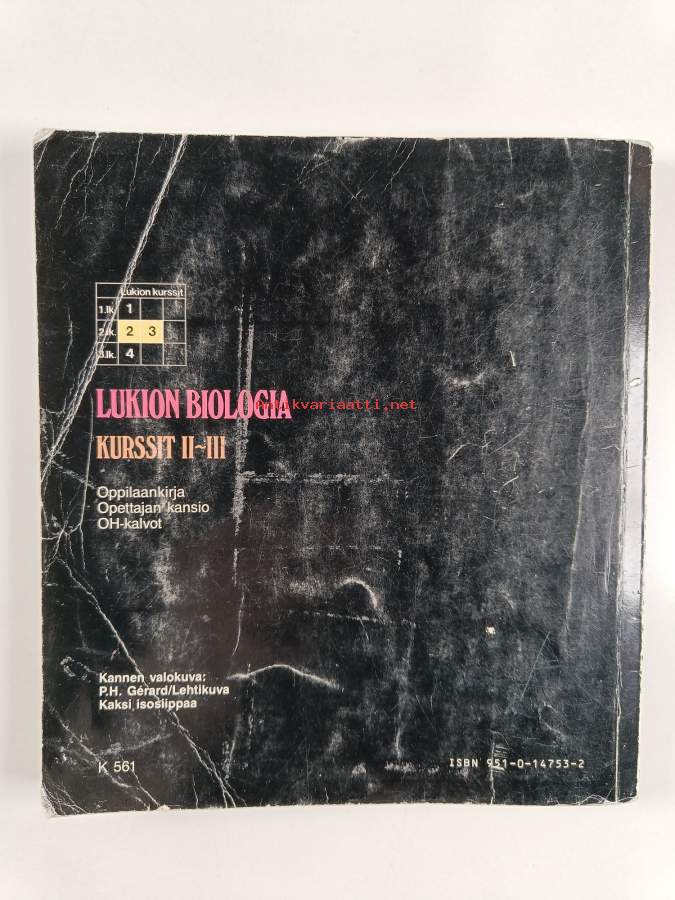 Lukion kurssit
1.lk. 1
2.lk. 2 3
3.lk. 4
LUKION BIOLOGIA
antikvariaatti.net
KURSSIT II~III
Oppilaankirja
Opettajan kansio
OH-kalvot
Kannen valokuva:
P.H. Gérard/Lehtikuva
Kaksi isosiippaa
K 561
ISBN 951-0-14753-2